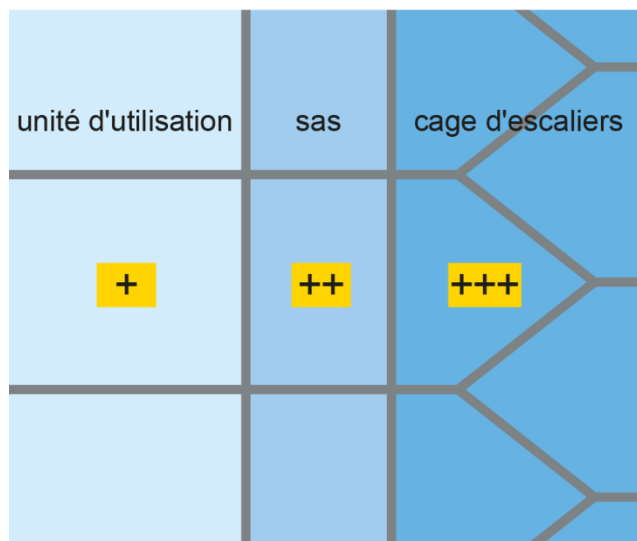 unité d'utilisation sas cage d'escaliers
+ ++ +++